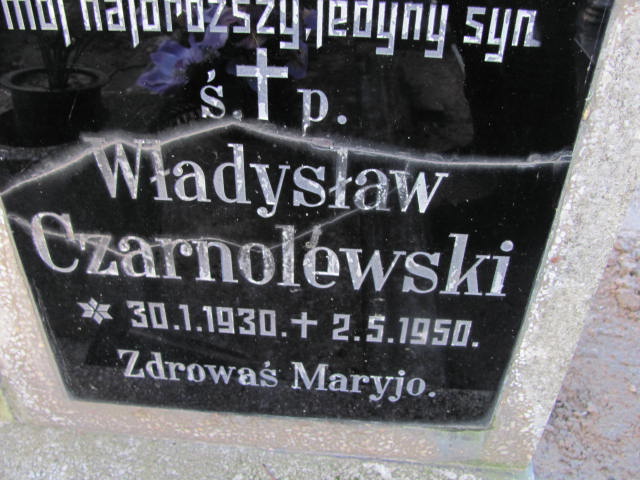 mój najdroższy, jedyny syn
ś. ✝ p.
Władysław
Czarnolewski
* 30.1.1930. + 2.5.1950.
Zdrowaś Maryjo.